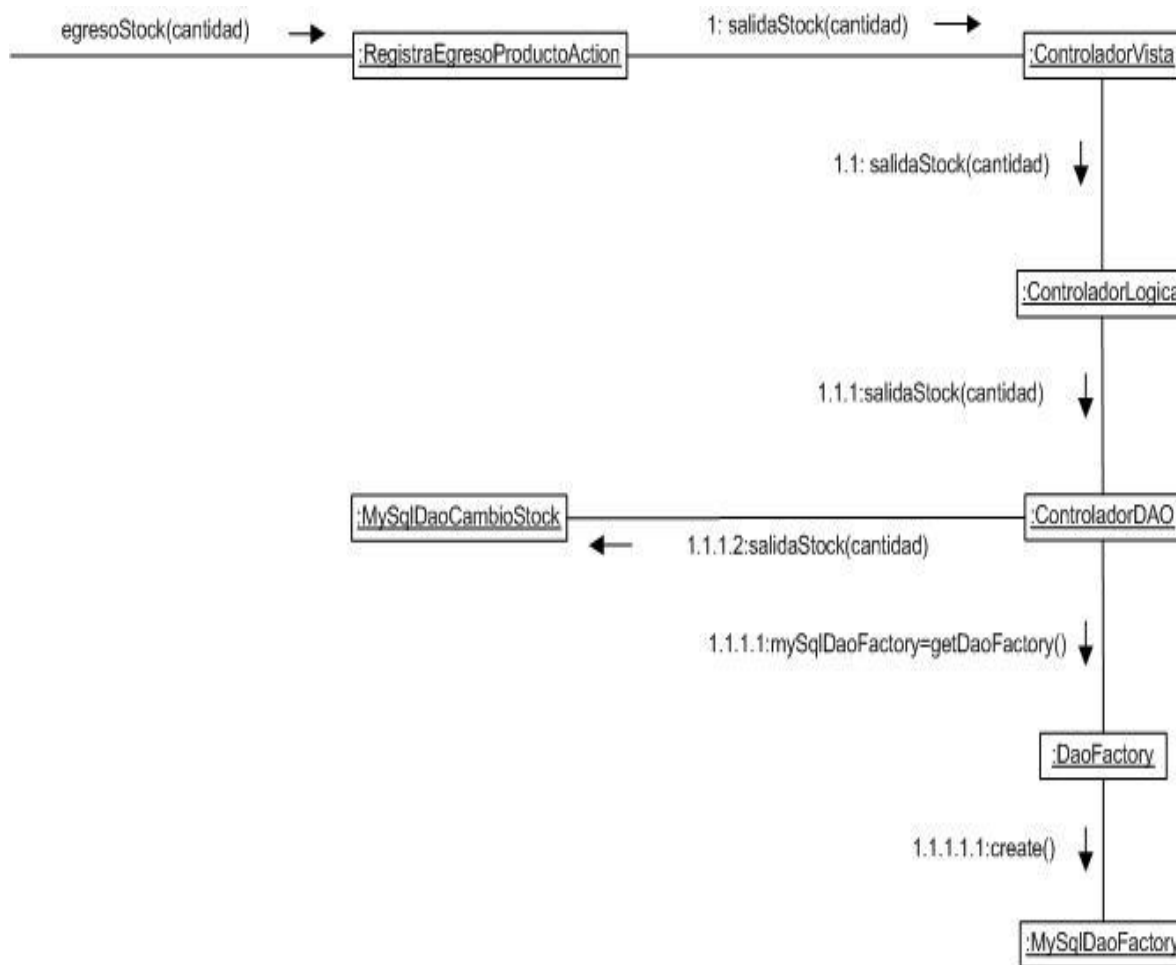 egresoStock(cantidad)
1: salidaStock(cantidad)
:RegistraEgresoProductoAction
:ControladorVista
1.1: salidaStock(cantidad)
:ControladorLogica
1.1.1:salidaStock(cantidad)
:MySqlDaoCambioStock
:ControladorDAO
1.1.1.2:salidaStock(cantidad)
1.1.1.1:mySqlDaoFactory=getDaoFactory()
:DaoFactory
1.1.1.1.1:create()
:MySqlDaoFactory